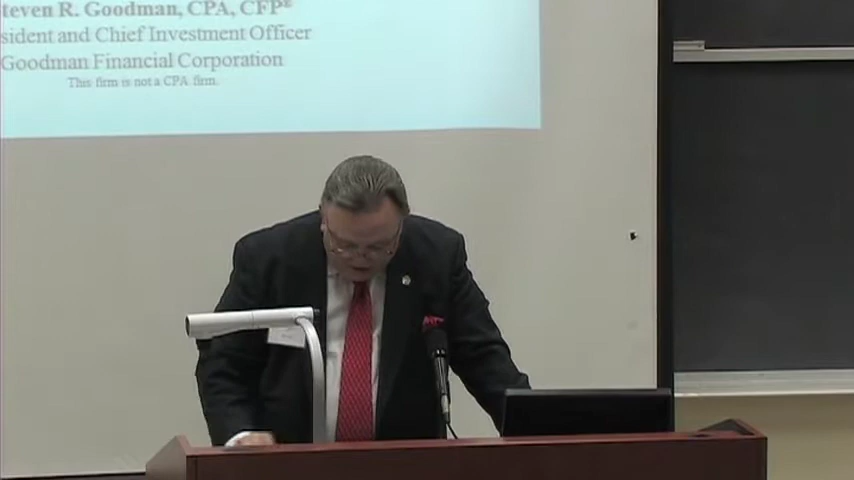 teven R. Goodman, CPA, CFP®
sident and Chief Investment Officer
Goodman Financial Corporation
This firm is not a CPA firm.